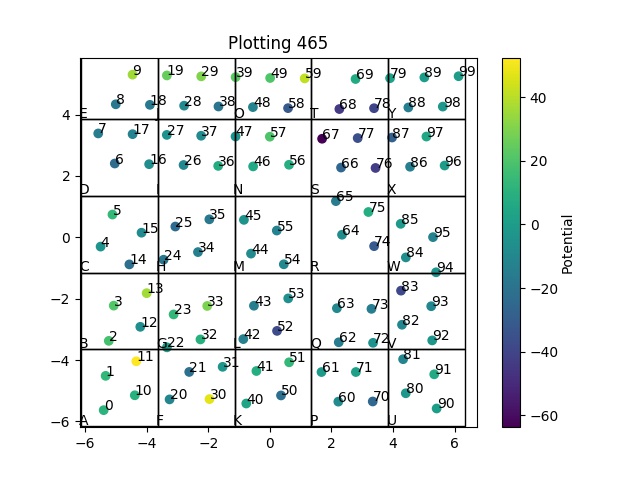 Plotting 465
9 19 29 39 49 59 69 79 89 99
8 18 28 38 48 58 68 78 88 98
E J O T Y
7 17 27 37 47 57 67 77 87 97
6 16 26 36 46 56 66 76 86 96
D I N S X
5 15 25 35 45 55 65 75 85 95
4 14 24 34 44 54 64 74 84 94
C H M R W
3 13 23 33 43 53 63 73 83 93
2 12 22 32 42 52 62 72 82 92
B G L Q V
1 11 21 31 41 51 61 71 81 91
0 10 20 30 40 50 60 70 80 90
A F K P U
4
2
0
−2
−4
−6
−6 −4 −2 0 2 4 6
40
20
0
−20
−40
−60
Potential